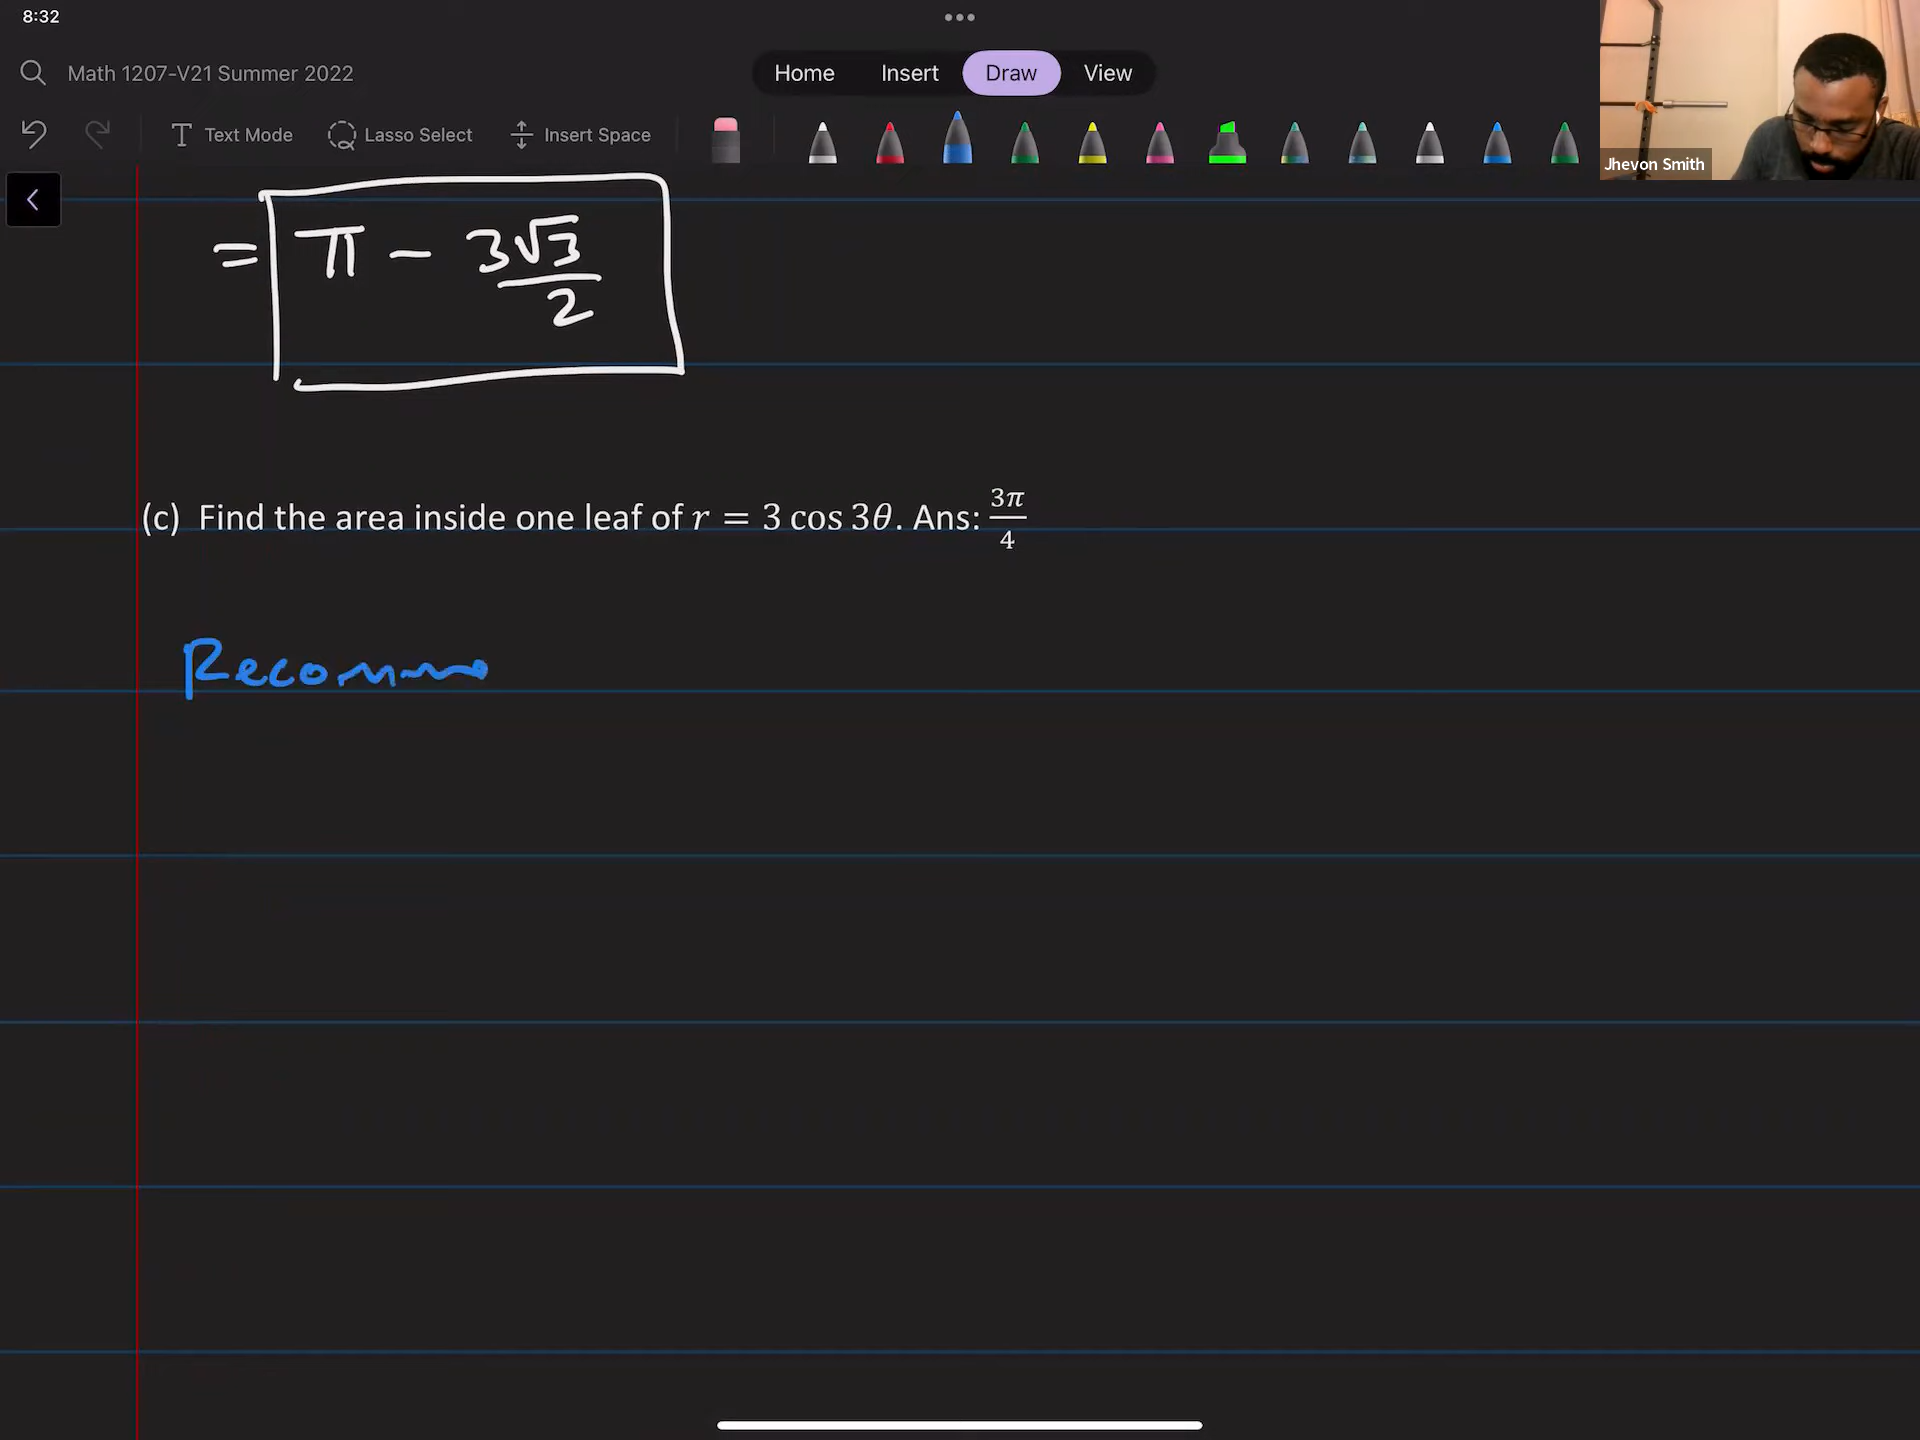 8:32
Math 1207-V21 Summer 2022
Home Insert Draw View
Text Mode Lasso Select Insert Space
Jhevon Smith
= π - 3√3/2
(c) Find the area inside one leaf of r = 3 cos 3θ. Ans: 3π/4
Recomm